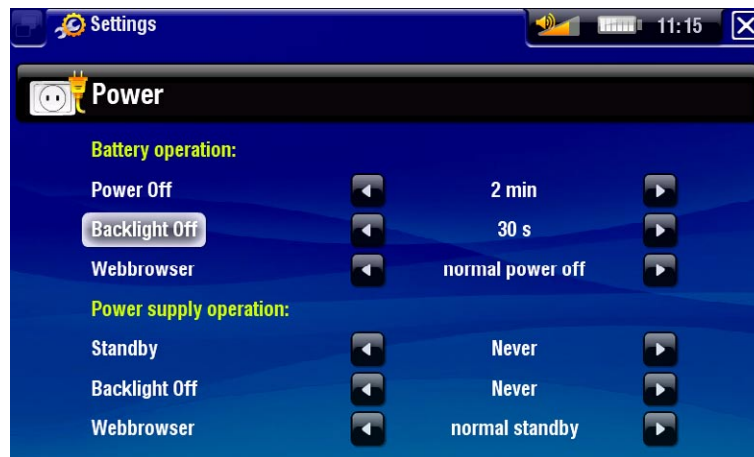 Settings 11:15
Power
Battery operation:
Power Off 2 min
Backlight Off 30 s
Webbrowser normal power off
Power supply operation:
Standby Never
Backlight Off Never
Webbrowser normal standby